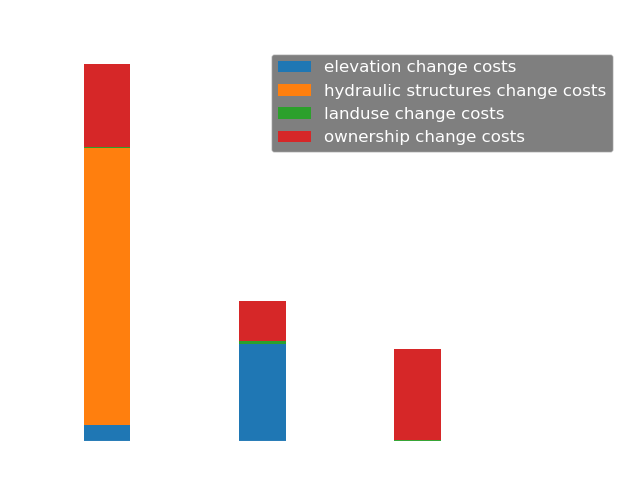 elevation change costs
hydraulic structures change costs
landuse change costs
ownership change costs